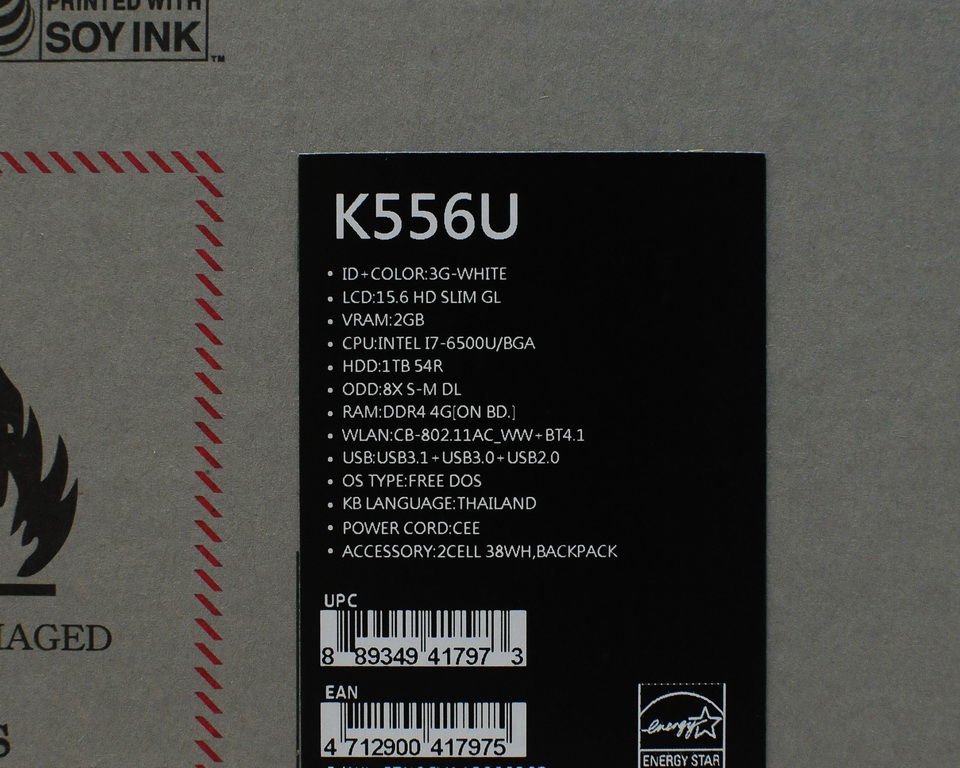 PRINTED WITH
SOY INK
TM
K556U
• ID+COLOR:3G-WHITE
• LCD:15.6 HD SLIM GL
• VRAM:2GB
• CPU:INTEL I7-6500U/BGA
• HDD:1TB 54R
• ODD:8X S-M DL
• RAM:DDR4 4G[ON BD.]
• WLAN:CB-802.11AC_WW+BT4.1
• USB:USB3.1+USB3.0+USB2.0
• OS TYPE:FREE DOS
• KB LANGUAGE:THAILAND
• POWER CORD:CEE
• ACCESSORY:2CELL 38WH,BACKPACK
UPC
8 89349 41797 3
EAN
4 712900 417975
energy
ENERGY STAR